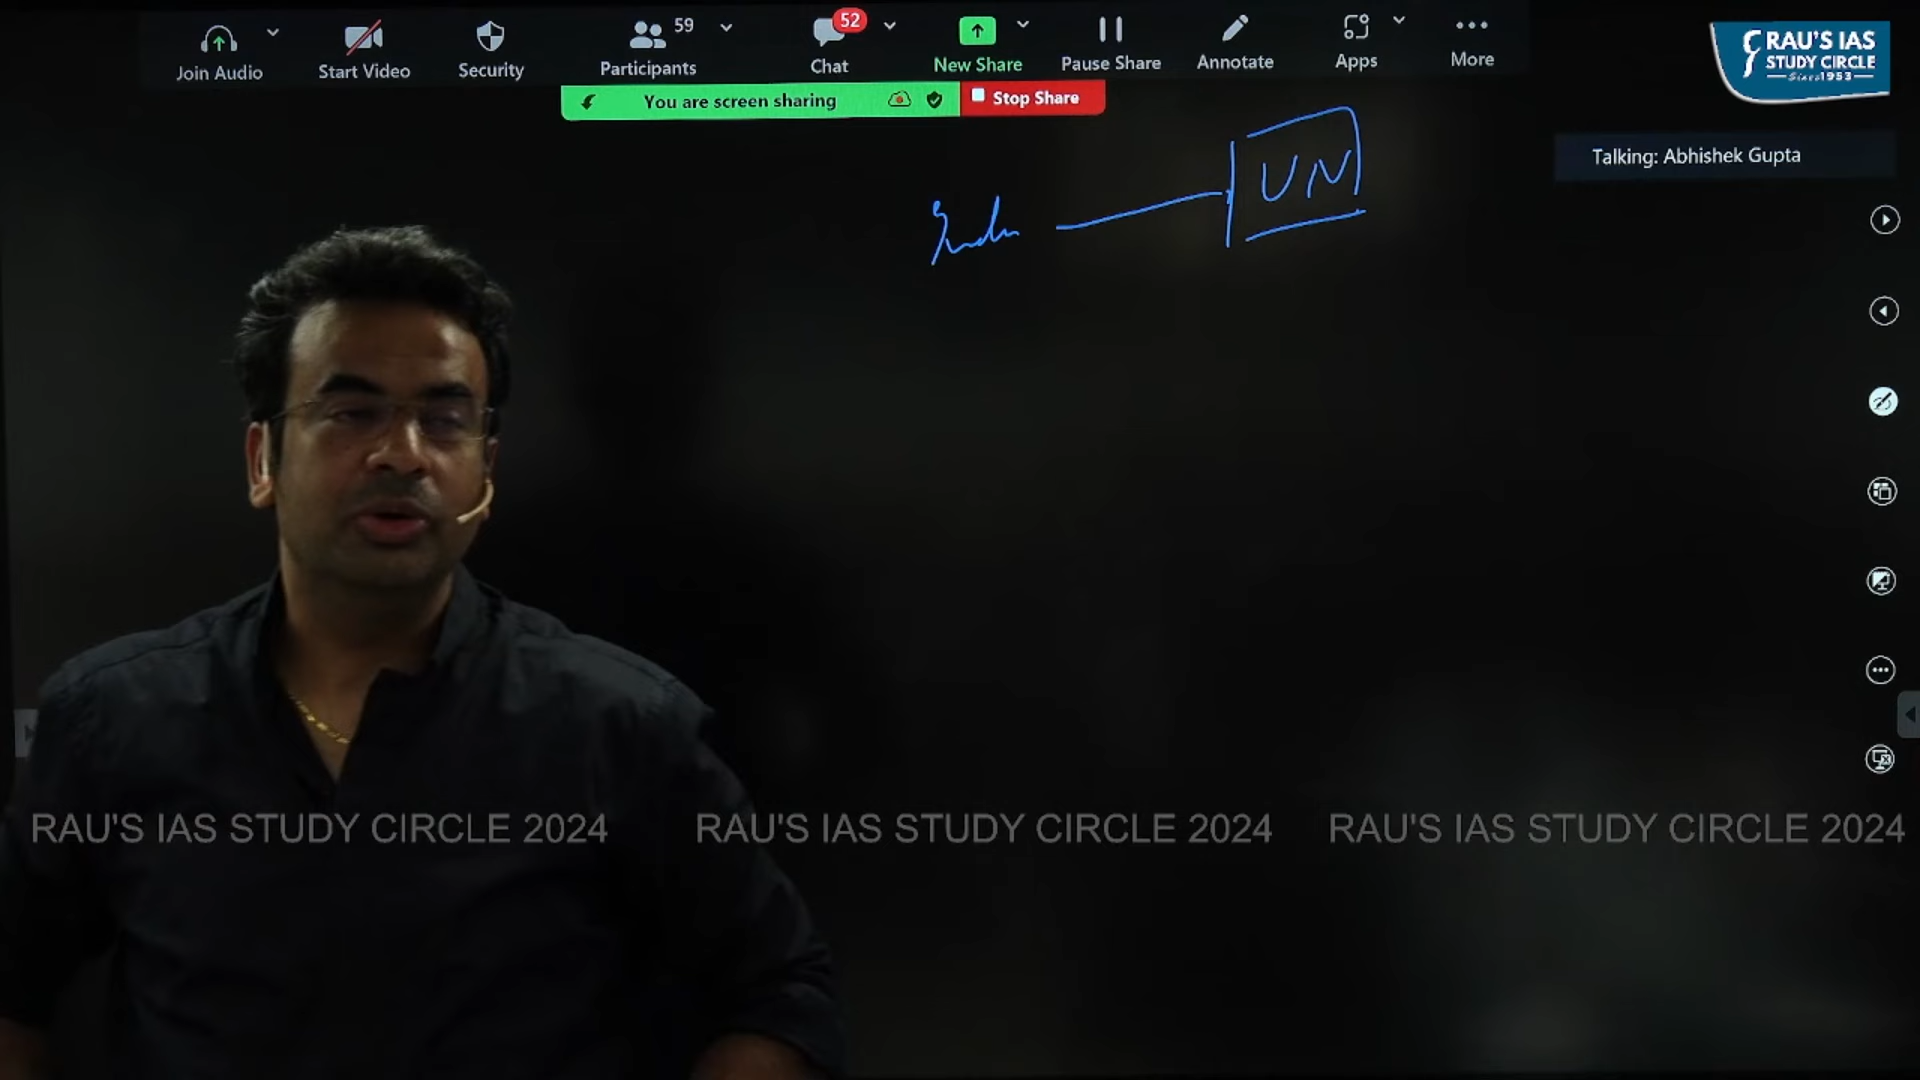 Join Audio
Start Video
Security
Participants
59
Chat
52
New Share
Pause Share
Annotate
Apps
More
You are screen sharing
Stop Share
RAU'S IAS
STUDY CIRCLE
Since1953
Talking: Abhishek Gupta
India
UN
RAU'S IAS STUDY CIRCLE 2024
RAU'S IAS STUDY CIRCLE 2024
RAU'S IAS STUDY CIRCLE 2024